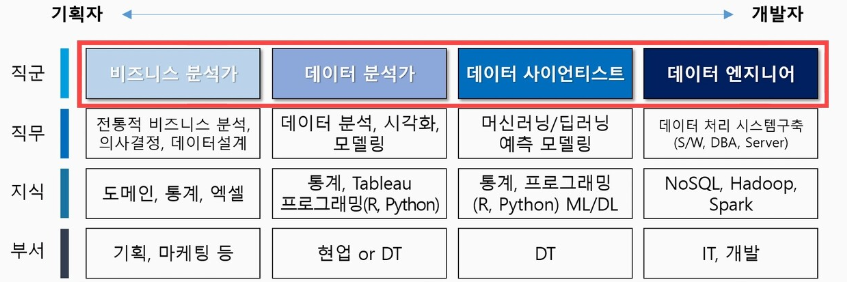 기획자 개발자
직군 비즈니스 분석가 데이터 분석가 데이터 사이언티스트 데이터 엔지니어
직무
전통적 비즈니스 분석,
의사결정, 데이터설계
데이터 분석, 시각화,
모델링
머신러닝/딥러닝
예측 모델링
데이터 처리 시스템구축
(S/W, DBA, Server)
지식
도메인, 통계, 엑셀
통계, Tableau
프로그래밍(R, Python)
통계, 프로그래밍
(R, Python) ML/DL
NoSQL, Hadoop,
Spark
부서 기획, 마케팅 등 현업 or DT DT IT, 개발